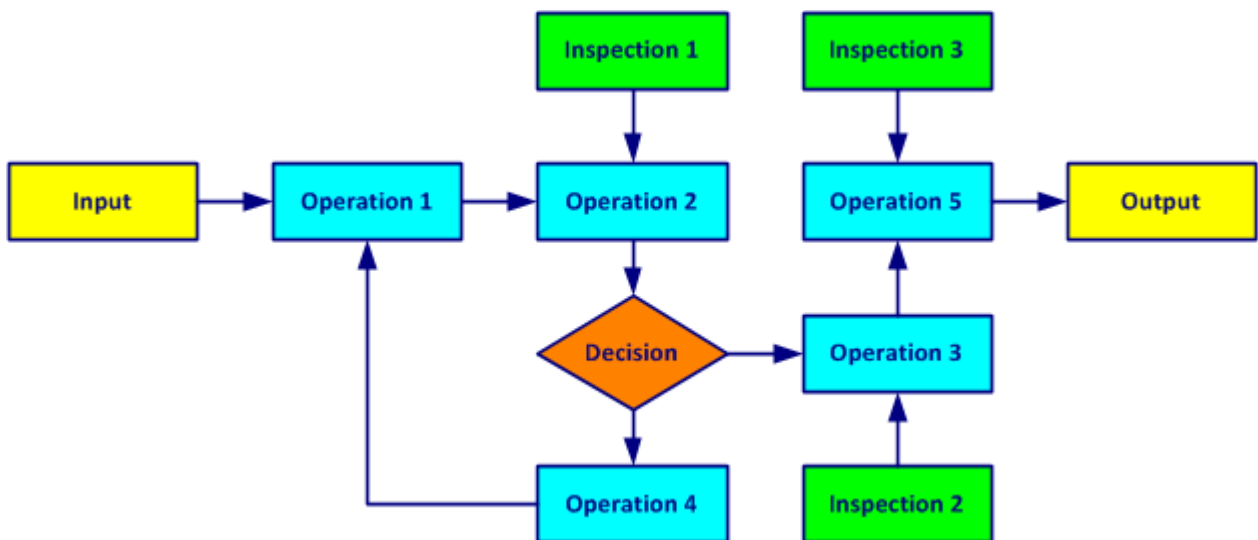 Inspection 1
Inspection 3
Input
Operation 1
Operation 2
Operation 5
Output
Decision
Operation 3
Operation 4
Inspection 2